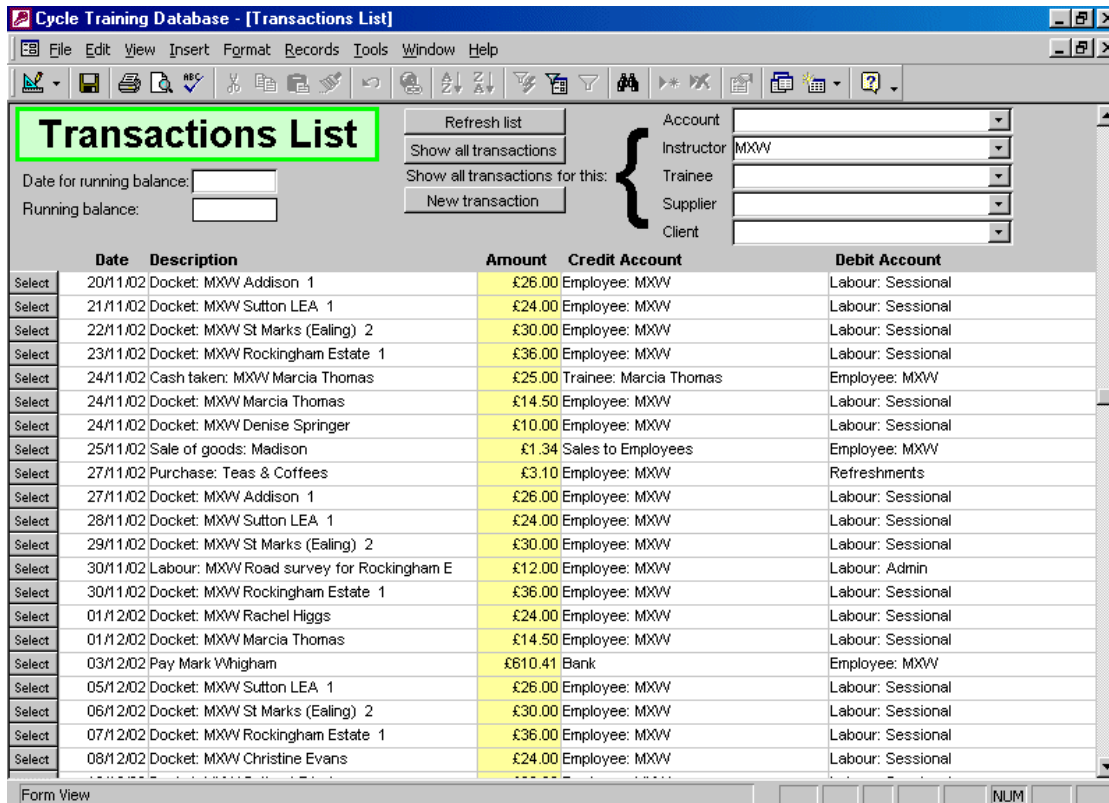 Cycle Training Database - [Transactions List]
File Edit View Insert Format Records Tools Window Help
Transactions List
Date for running balance:
Running balance:
Refresh list
Show all transactions
Show all transactions for this:
New transaction
Account
Instructor MXW
Trainee
Supplier
Client
Date Description Amount Credit Account Debit Account
Select 20/11/02 Docket: MXW Addison 1 £26.00 Employee: MXW Labour: Sessional
Select 21/11/02 Docket: MXW Sutton LEA 1 £24.00 Employee: MXW Labour: Sessional
Select 22/11/02 Docket: MXW St Marks (Ealing) 2 £30.00 Employee: MXW Labour: Sessional
Select 23/11/02 Docket: MXW Rockingham Estate 1 £36.00 Employee: MXW Labour: Sessional
Select 24/11/02 Cash taken: MXW Marcia Thomas £25.00 Trainee: Marcia Thomas Employee: MXW
Select 24/11/02 Docket: MXW Marcia Thomas £14.50 Employee: MXW Labour: Sessional
Select 24/11/02 Docket: MXW Denise Springer £10.00 Employee: MXW Labour: Sessional
Select 25/11/02 Sale of goods: Madison £1.34 Sales to Employees Employee: MXW
Select 27/11/02 Purchase: Teas & Coffees £3.10 Employee: MXW Refreshments
Select 27/11/02 Docket: MXW Addison 1 £26.00 Employee: MXW Labour: Sessional
Select 28/11/02 Docket: MXW Sutton LEA 1 £24.00 Employee: MXW Labour: Sessional
Select 29/11/02 Docket: MXW St Marks (Ealing) 2 £30.00 Employee: MXW Labour: Sessional
Select 30/11/02 Labour: MXW Road survey for Rockingham E £12.00 Employee: MXW Labour: Admin
Select 30/11/02 Docket: MXW Rockingham Estate 1 £36.00 Employee: MXW Labour: Sessional
Select 01/12/02 Docket: MXW Rachel Higgs £24.00 Employee: MXW Labour: Sessional
Select 01/12/02 Docket: MXW Marcia Thomas £14.50 Employee: MXW Labour: Sessional
Select 03/12/02 Pay Mark Whigham £610.41 Bank Employee: MXW
Select 05/12/02 Docket: MXW Sutton LEA 1 £26.00 Employee: MXW Labour: Sessional
Select 06/12/02 Docket: MXW St Marks (Ealing) 2 £30.00 Employee: MXW Labour: Sessional
Select 07/12/02 Docket: MXW Rockingham Estate 1 £36.00 Employee: MXW Labour: Sessional
Select 08/12/02 Docket: MXW Christine Evans £24.00 Employee: MXW Labour: Sessional
Form View NUM